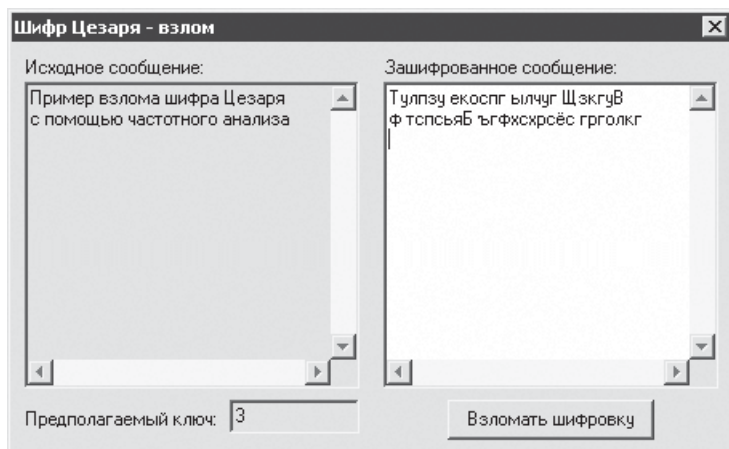 Шифр Цезаря - взлом
Исходное сообщение:
Пример взлома шифра Цезаря
с помощью частотного анализа
Зашифрованное сообщение:
Тулпзу екоспг ылчуг ЩзкгуВ
ф тспсьяБ ъгфхсхрсёс грголкг
Предполагаемый ключ: 3
Взломать шифровку